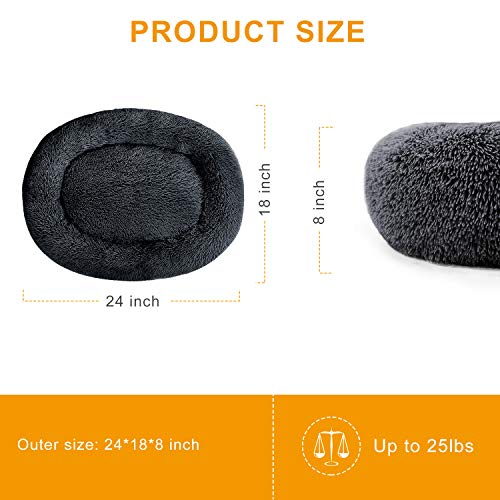 PRODUCT SIZE
18 inch
8 inch
24 inch
Outer size: 24*18*8 inch
Up to 25lbs